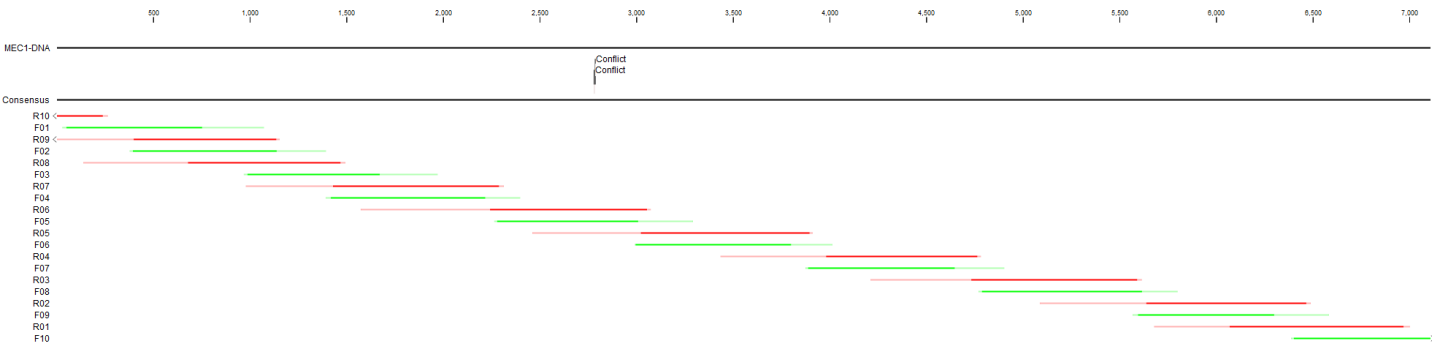 500 1,000 1,500 2,000 2,500 3,000 3,500 4,000 4,500 5,000 5,500 6,000 6,500 7,000
MEC1-DNA
Conflict
Conflict
Consensus
R10
F01
R09
F02
R08
F03
R07
F04
R06
F05
R05
F06
R04
F07
R03
F08
R02
F09
R01
F10